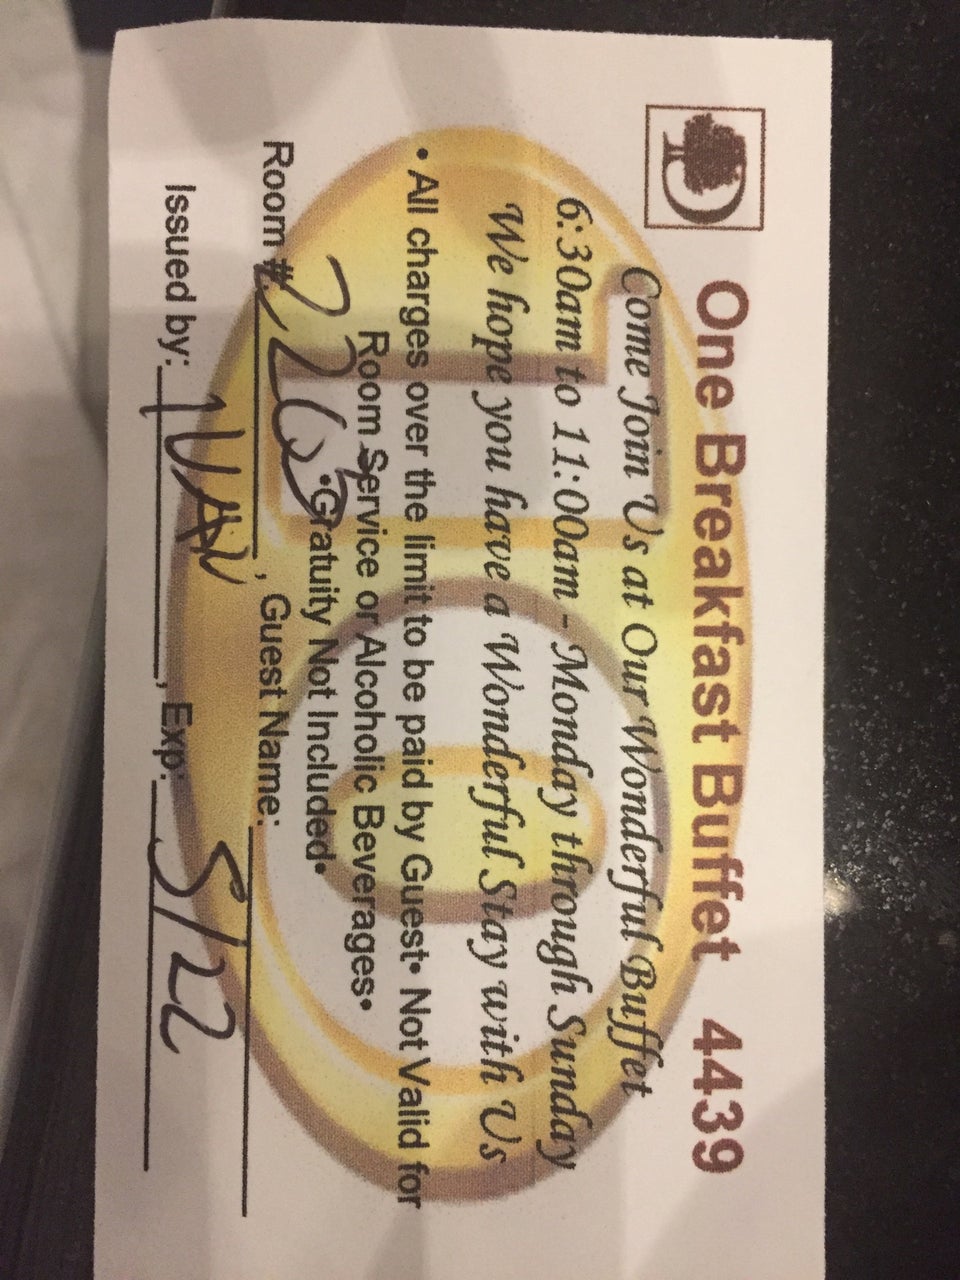 One Breakfast Buffet 4439
Come Join Us at Our Wonderful Buffet
6:30am to 11:00am - Monday through Sunday
We hope you have a Wonderful Stay with Us
• All charges over the limit to be paid by Guest• Not Valid for
Room Service or Alcoholic Beverages•
•Gratuity Not Included•
Room # 2263, Guest Name:
Issued by: IVAN, Exp: 5/22